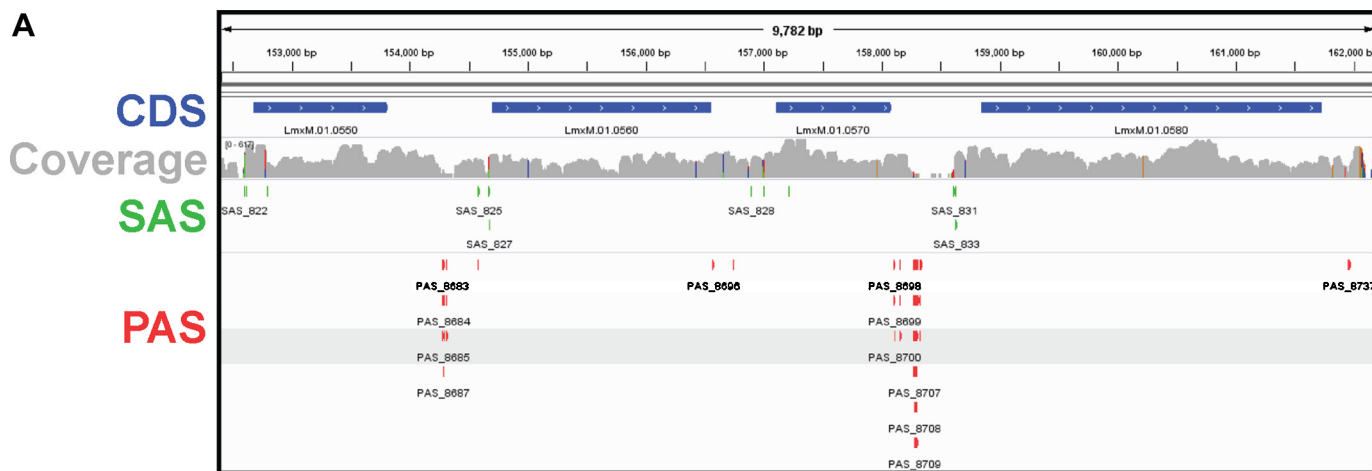 A
9,782 bp
153,000 bp 154,000 bp 155,000 bp 156,000 bp 157,000 bp 158,000 bp 159,000 bp 160,000 bp 161,000 bp 162,000 b
CDS
LmxM.01.0550 LmxM.01.0560 LmxM.01.0570 LmxM.01.0580
Coverage
[0 - 617]
SAS
SAS_822 SAS_825 SAS_828 SAS_831
SAS_827 SAS_833
PAS
PAS_8683 PAS_8696 PAS_8698 PAS_8737
PAS_8684 PAS_8699
PAS_8685 PAS_8700
PAS_8687 PAS_8707
PAS_8708
PAS_8709